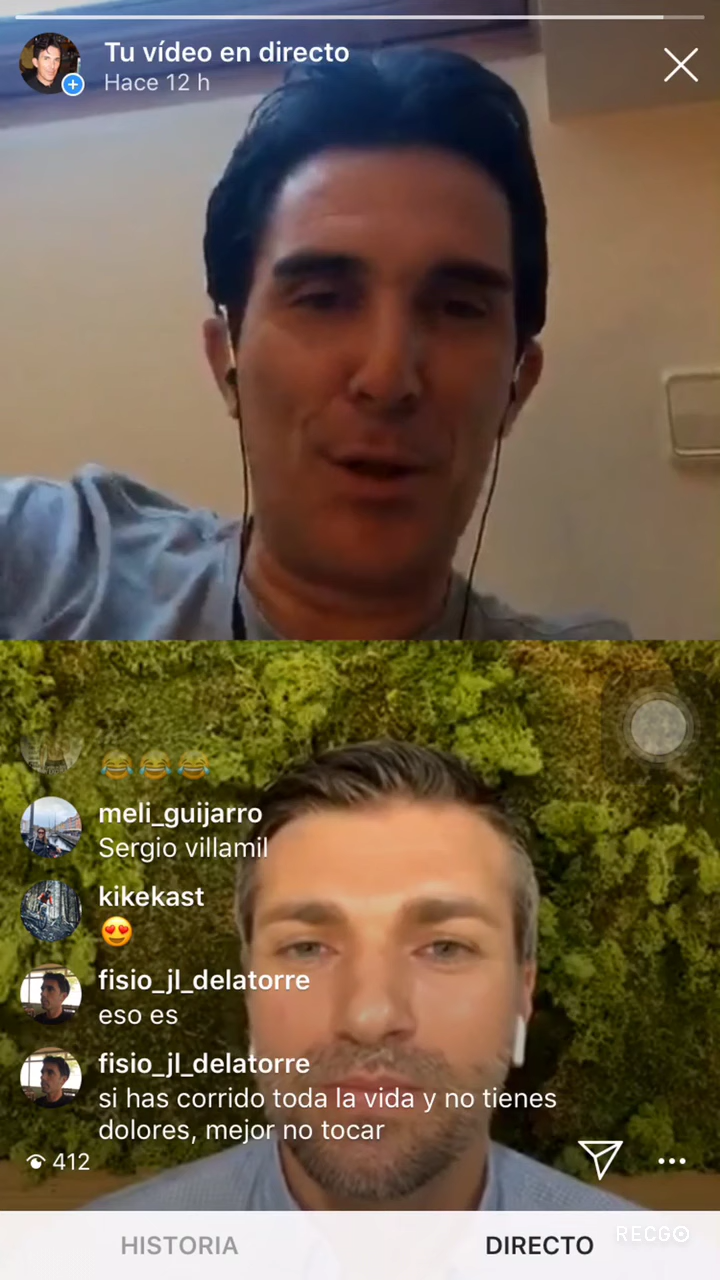 Tu vídeo en directo
Hace 12 h
😂😂😂
meli_guijarro
Sergio villamil
kikekast
😍
fisio_jl_delatorre
eso es
fisio_jl_delatorre
si has corrido toda la vida y no tienes
dolores, mejor no tocar
412
HISTORIA
DIRECTO
RECGO